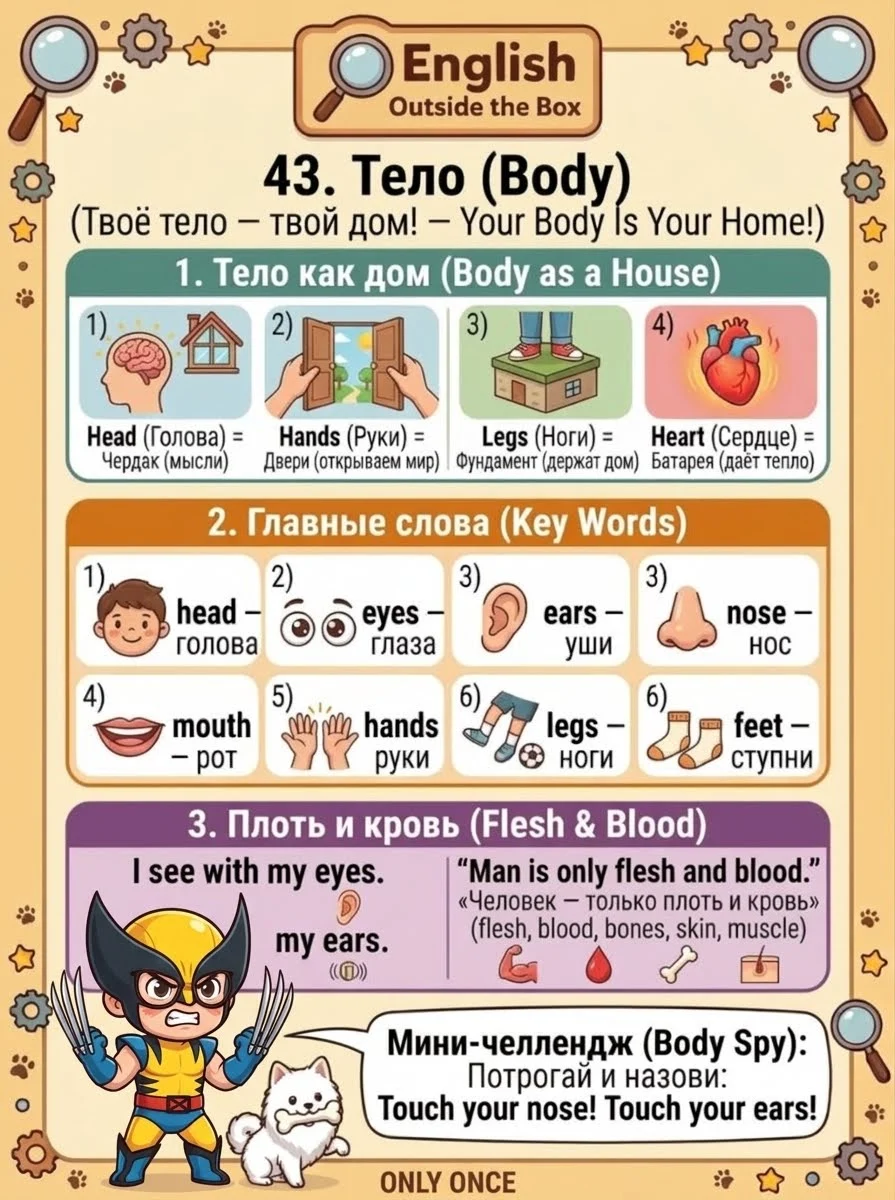 English
Outside the Box
43. Тело (Body)
(Твоё тело – твой дом! – Your Body Is Your Home!)
1. Тело как дом (Body as a House)
1)
Head (Голова) =
Чердак (мысли)
2)
Hands (Руки) =
Двери (открываем мир)
3)
Legs (Ноги) =
Фундамент (держат дом)
4)
Heart (Сердце) =
Батарея (даёт тепло)
2. Главные слова (Key Words)
1)
head –
голова
2)
eyes –
глаза
3)
ears –
уши
3)
nose –
нос
4)
mouth
– рот
5)
hands
руки
6)
legs –
ноги
6)
feet –
ступни
3. Плоть и кровь (Flesh & Blood)
I see with my eyes.
my ears.
“Man is only flesh and blood.”
«Человек – только плоть и кровь»
(flesh, blood, bones, skin, muscle)
Мини-челлендж (Body Spy):
Потрогай и назови:
Touch your nose! Touch your ears!
ONLY ONCE